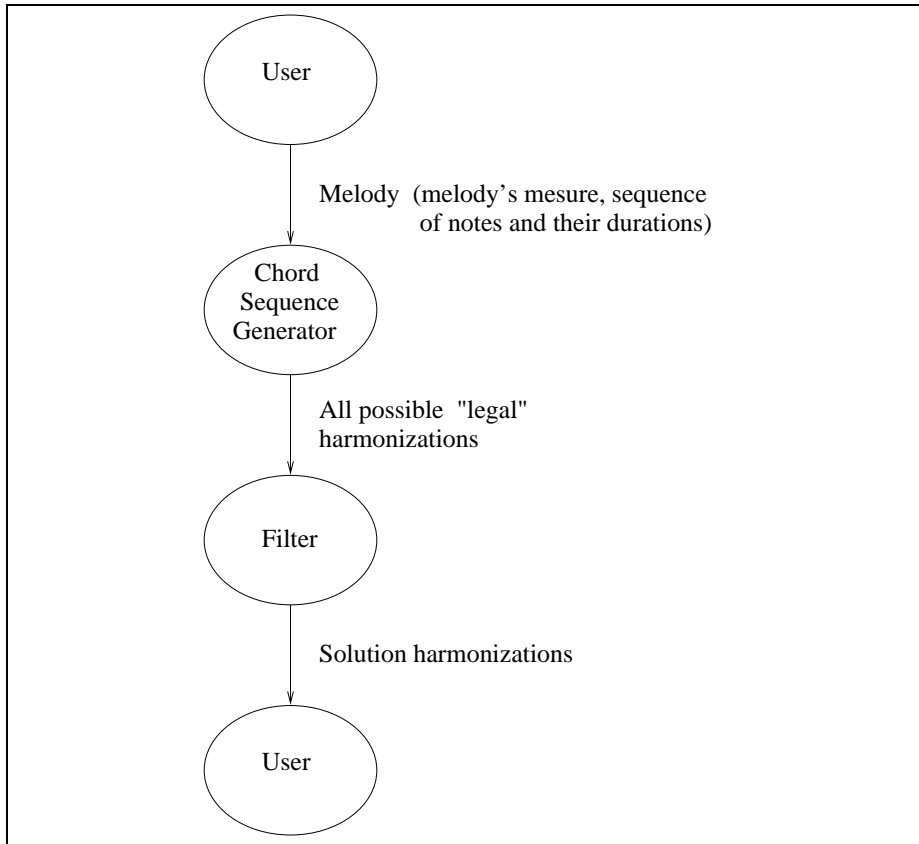 User
Melody (melody's mesure, sequence
of notes and their durations)
Chord
Sequence
Generator
All possible "legal"
harmonizations
Filter
Solution harmonizations
User